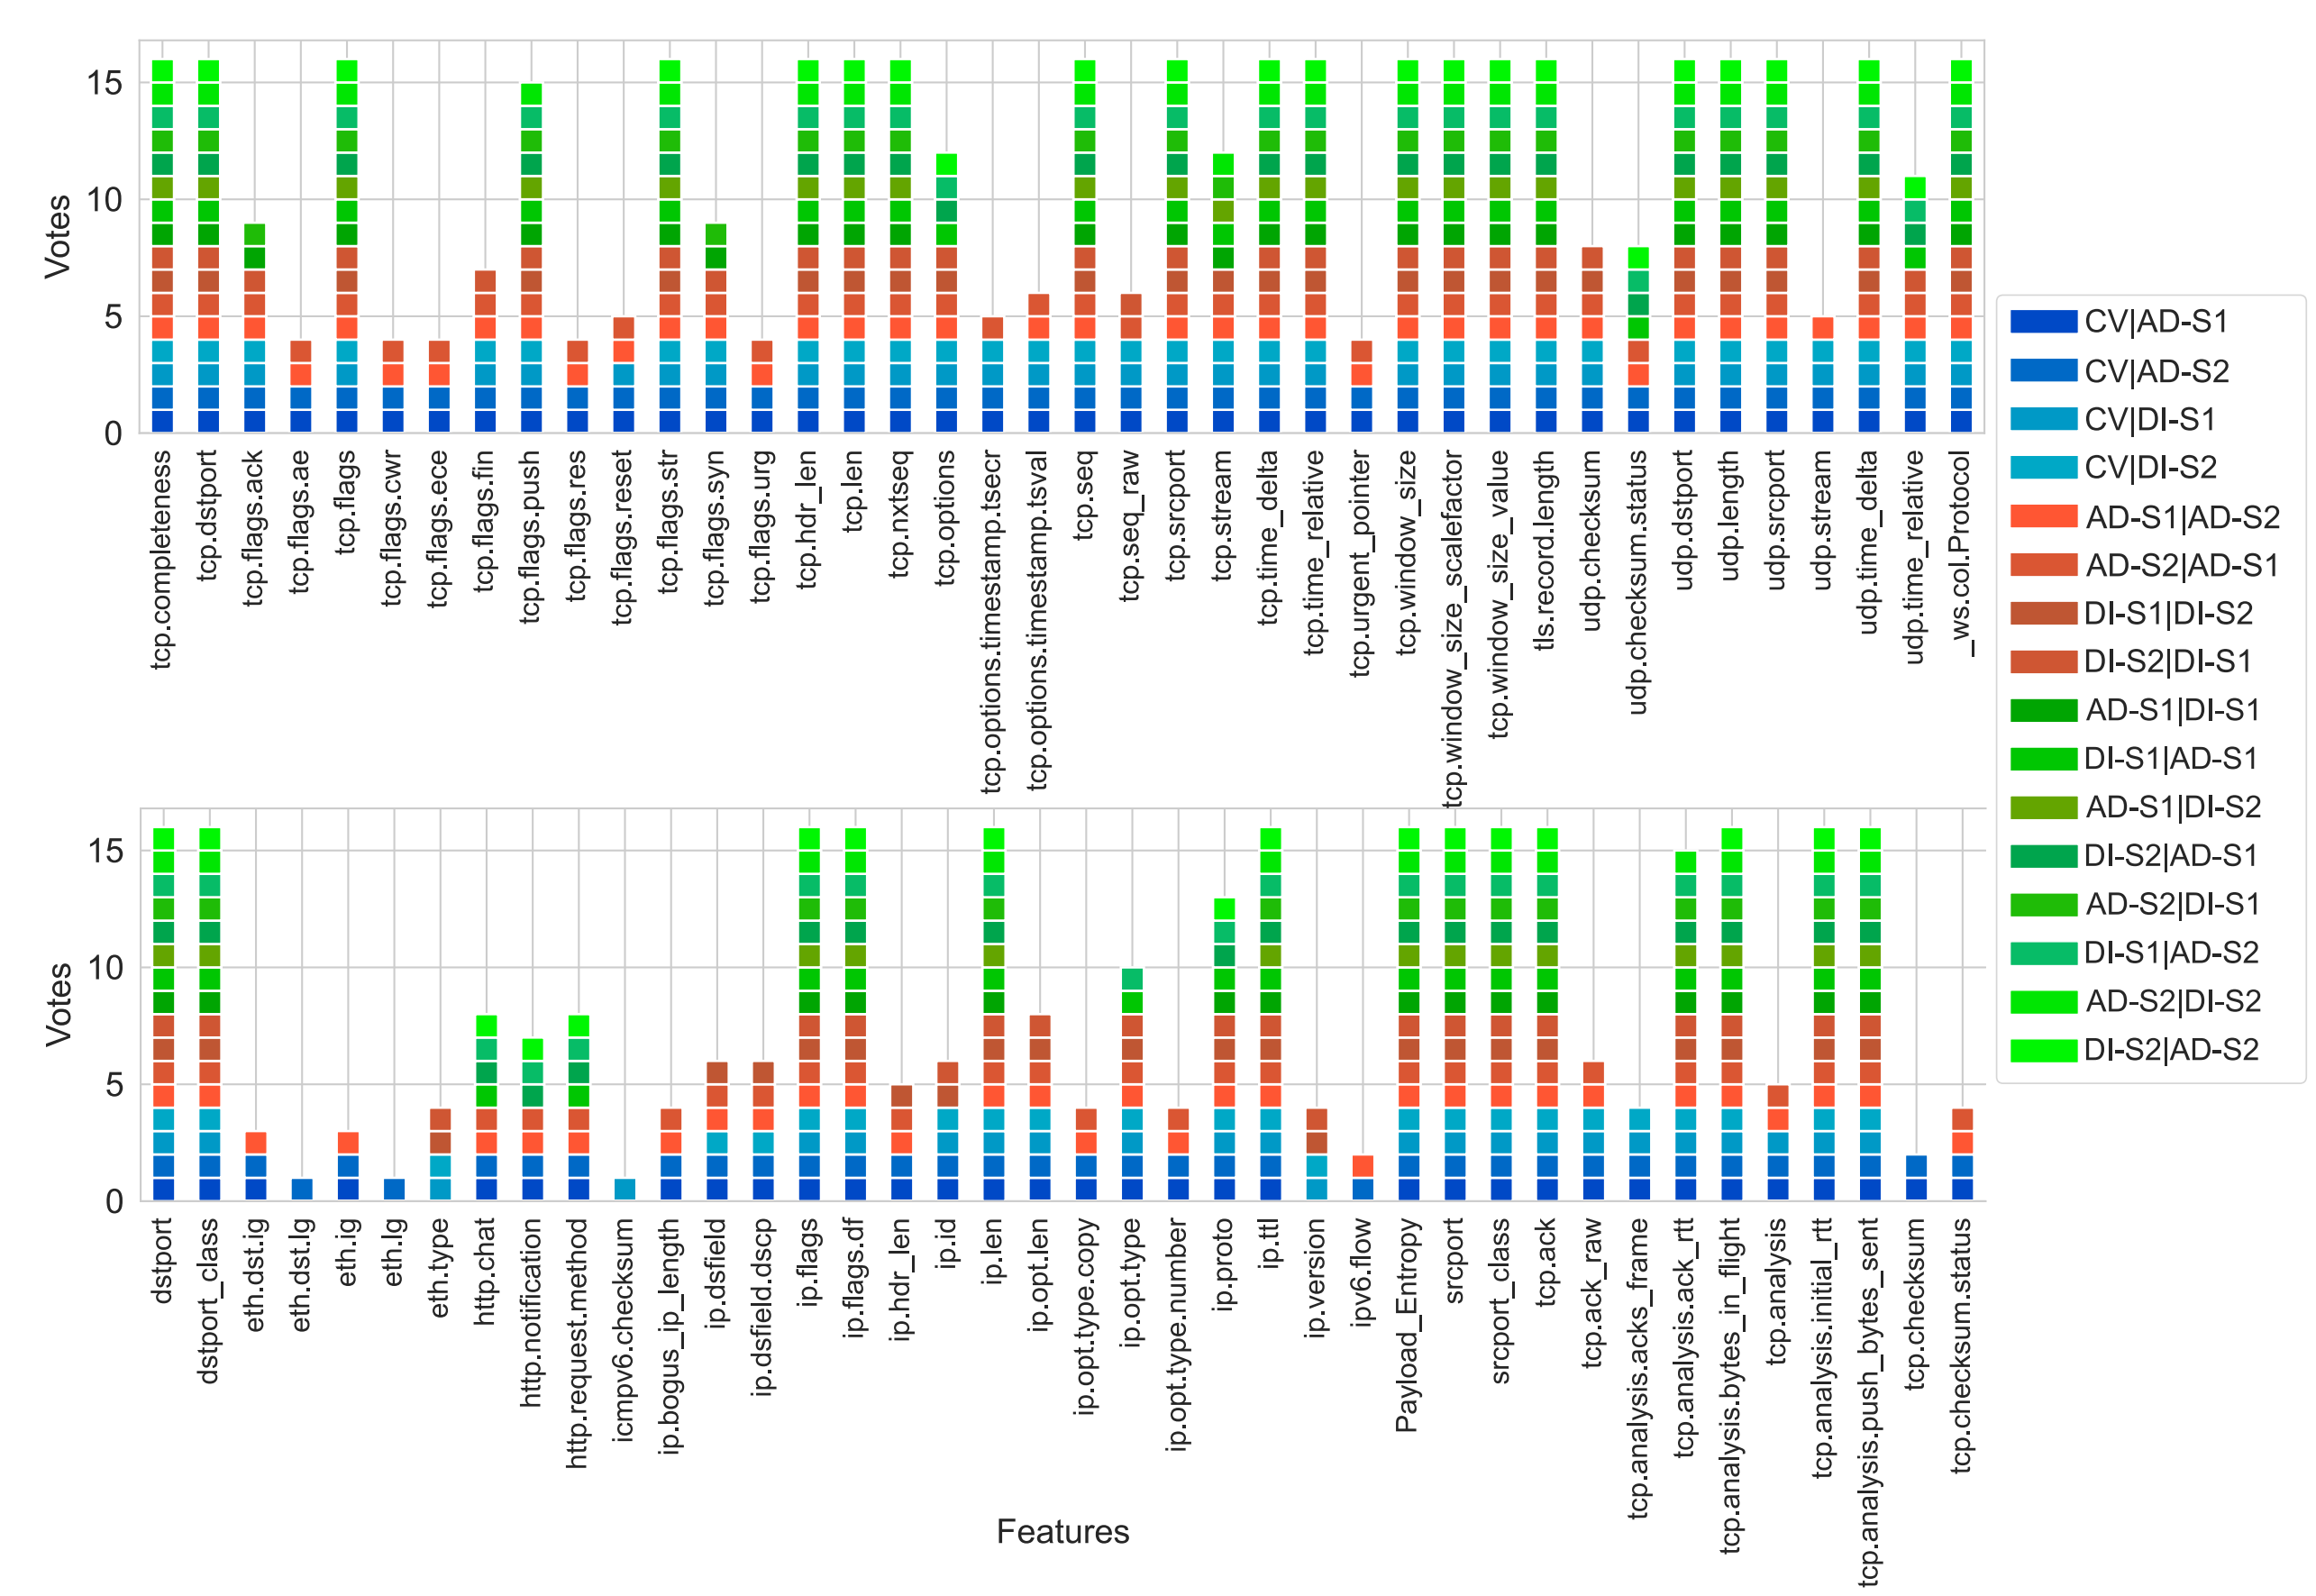 Votes
15
10
5
0
tcp.completeness
tcp.dstport
tcp.flags.ack
tcp.flags.ae
tcp.flags
tcp.flags.cwr
tcp.flags.ece
tcp.flags.fin
tcp.flags.push
tcp.flags.res
tcp.flags.reset
tcp.flags.str
tcp.flags.syn
tcp.flags.urg
tcp.hdr_len
tcp.len
tcp.nxtseq
tcp.options
tcp.options.timestamp.tsecr
tcp.options.timestamp.tsval
tcp.seq
tcp.seq_raw
tcp.srcport
tcp.stream
tcp.time_delta
tcp.time_relative
tcp.urgent_pointer
tcp.window_size
tcp.window_size_scalefactor
tcp.window_size_value
tls.record.length
udp.checksum
udp.checksum.status
udp.dstport
udp.length
udp.srcport
udp.stream
udp.time_delta
udp.time_relative
_ws.col.Protocol
CV|AD-S1
CV|AD-S2
CV|DI-S1
CV|DI-S2
AD-S1|AD-S2
AD-S2|AD-S1
DI-S1|DI-S2
DI-S2|DI-S1
AD-S1|DI-S1
DI-S1|AD-S1
AD-S1|DI-S2
DI-S2|AD-S1
AD-S2|DI-S1
DI-S1|AD-S2
AD-S2|DI-S2
DI-S2|AD-S2
Votes
15
10
5
0
dstport
dstport_class
eth.dst.ig
eth.dst.lg
eth.ig
eth.lg
eth.type
http.chat
http.notification
http.request.method
icmpv6.checksum
ip.bogus_ip_length
ip.dsfield
ip.dsfield.dscp
ip.flags
ip.flags.df
ip.hdr_len
ip.id
ip.len
ip.opt.len
ip.opt.type.copy
ip.opt.type
ip.opt.type.number
ip.proto
ip.ttl
ip.version
ipv6.flow
Payload_Entropy
srcport
srcport_class
tcp.ack
tcp.ack_raw
tcp.analysis.acks_frame
tcp.analysis.ack_rtt
tcp.analysis.bytes_in_flight
tcp.analysis
tcp.analysis.initial_rtt
tcp.analysis.push_bytes_sent
tcp.checksum
tcp.checksum.status
Features